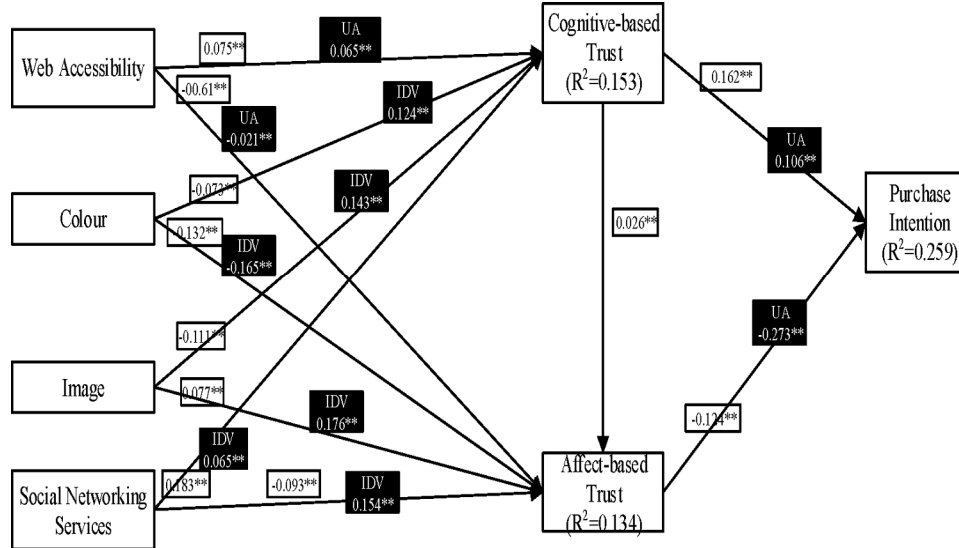 Web Accessibility
Colour
Image
Social Networking
Services
0.075**
UA
0.065**
-00.61**
UA
-0.021**
IDV
0.124**
-0.073**
IDV
0.143**
-0.132**
IDV
-0.165**
-0.111**
0.077**
IDV
0.176**
IDV
0.065**
0.183**
-0.093**
IDV
0.154**
Cognitive-based
Trust
(R²=0.153)
0.026**
Affect-based
Trust
(R²=0.134)
0.162**
UA
0.106**
UA
-0.273**
-0.124**
Purchase
Intention
(R²=0.259)